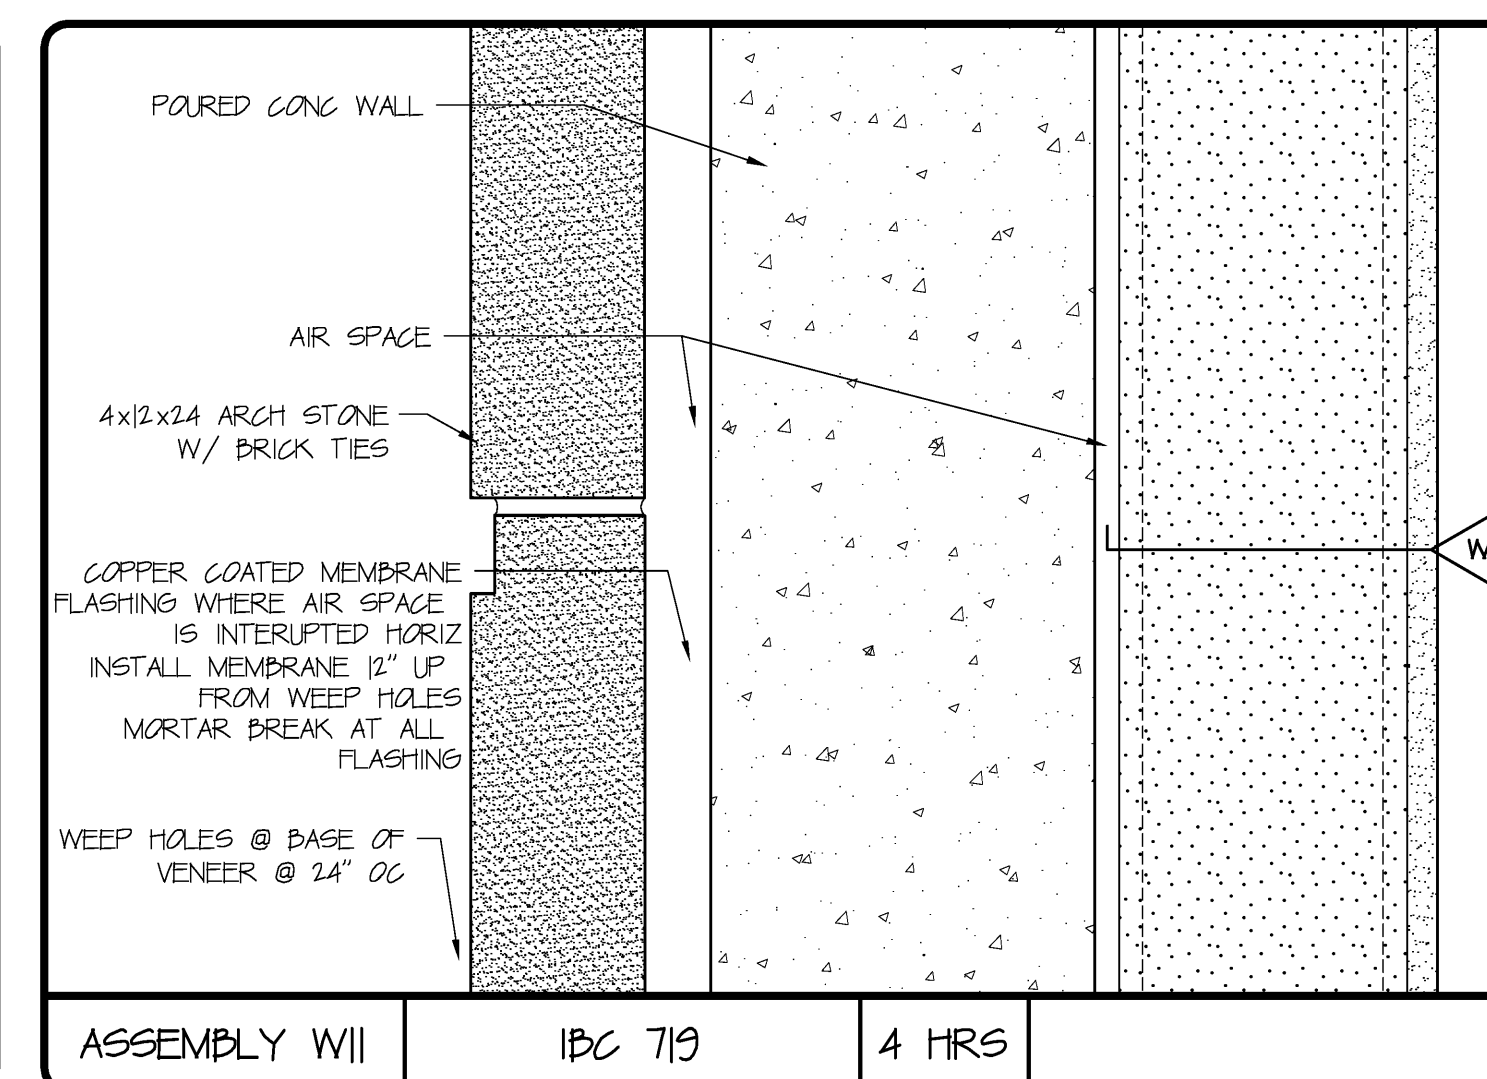 POURED CONC WALL
AIR SPACE
4x12x24 ARCH STONE
W/ BRICK TIES
COPPER COATED MEMBRANE
FLASHING WHERE AIR SPACE
IS INTERUPTED HORIZ
INSTALL MEMBRANE 12" UP
FROM WEEP HOLES
MORTAR BREAK AT ALL
FLASHING
WEEP HOLES @ BASE OF
VENEER @ 24" OC
W
ASSEMBLY W11
IBC 719
4 HRS